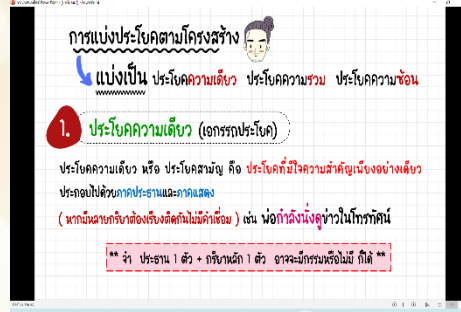 การแบ่งประโยคตามโครงสร้าง
แบ่งเป็น ประโยคความเดียว ประโยคความรวม ประโยคความซ้อน
1. ประโยคความเดียว (เอกรรถประโยค)
ประโยคความเดียว หรือ ประโยคสามัญ คือ ประโยคที่มีใจความสำคัญเพียงอย่างเดียว
ประกอบไปด้วยภาคประธานและภาคแสดง
( หากมีหลายกริยาต้องเรียงติดกันไม่มีคำเชื่อม ) เช่น พ่อกำลังนั่งดูข่าวในโทรทัศน์
** จำ ประธาน 1 ตัว + กริยาหลัก 1 ตัว อาจจะมีกรรมหรือไม่มี ก็ได้ **